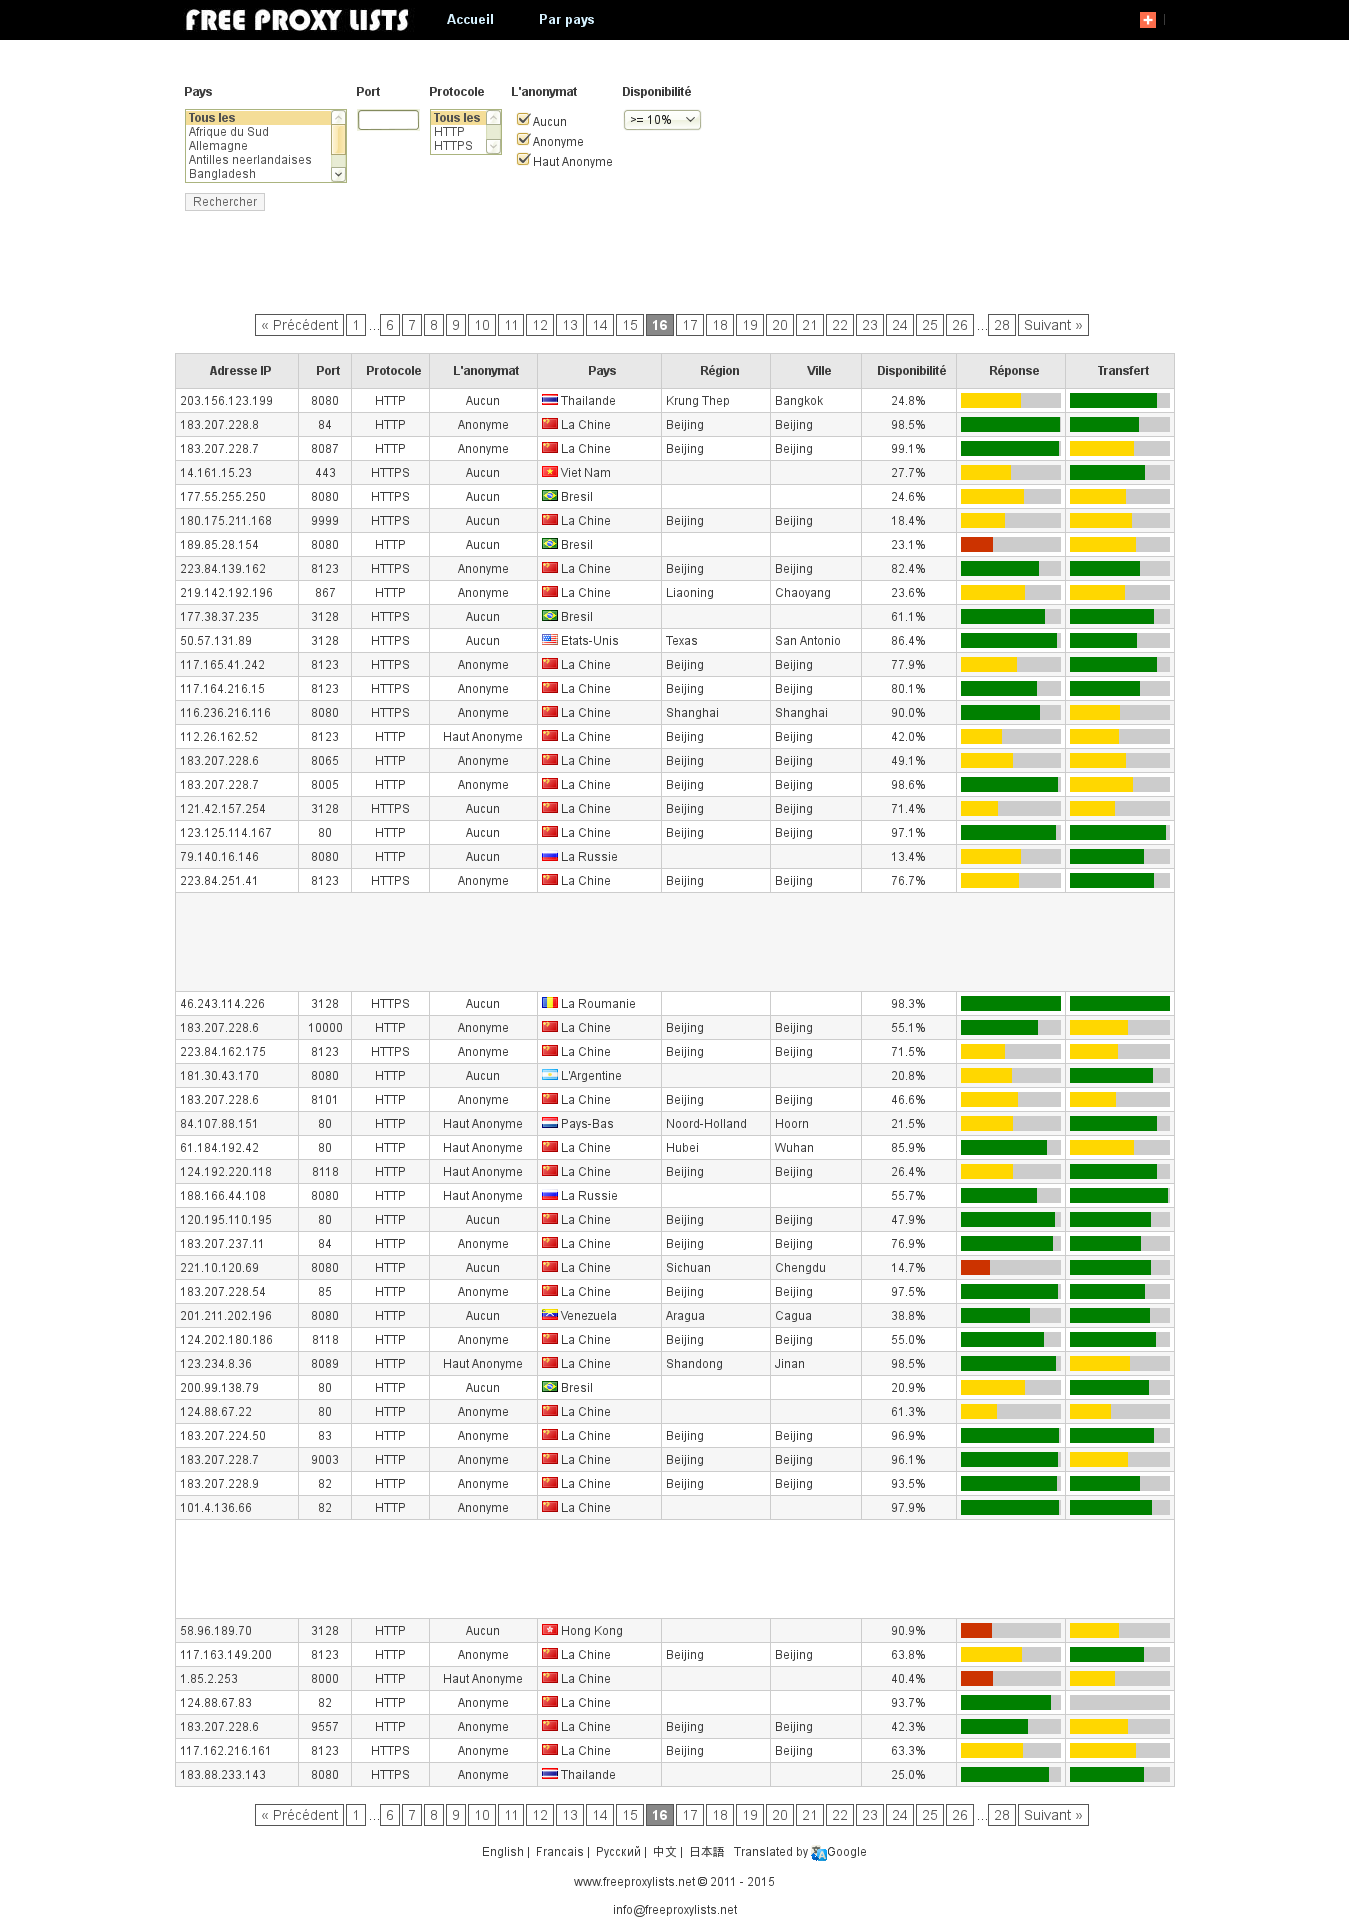 FREE PROXY LISTS Accueil Par pays
Pays Port Protocole L'anonymat Disponibilité
Tous les Tous les Aucun >= 10%
Afrique du Sud HTTP Anonyme
Allemagne HTTPS Haut Anonyme
Antilles neerlandaises
Bangladesh
Rechercher
« Précédent 1 ... 6 7 8 9 10 11 12 13 14 15 16 17 18 19 20 21 22 23 24 25 26 ... 28 Suivant »
Adresse IP Port Protocole L'anonymat Pays Région Ville Disponibilité Réponse Transfert
203.156.123.199 8080 HTTP Aucun Thailande Krung Thep Bangkok 24.8%
183.207.228.8 84 HTTP Anonyme La Chine Beijing Beijing 98.5%
183.207.228.7 8087 HTTP Anonyme La Chine Beijing Beijing 99.1%
14.161.15.23 443 HTTPS Aucun Viet Nam 27.7%
177.55.255.250 8080 HTTPS Aucun Bresil 24.6%
180.175.211.168 9999 HTTPS Aucun La Chine Beijing Beijing 18.4%
189.85.28.154 8080 HTTP Aucun Bresil 23.1%
223.84.139.162 8123 HTTPS Anonyme La Chine Beijing Beijing 82.4%
219.142.192.196 867 HTTP Anonyme La Chine Liaoning Chaoyang 23.6%
177.38.37.235 3128 HTTPS Aucun Bresil 61.1%
50.57.131.89 3128 HTTPS Aucun Etats-Unis Texas San Antonio 86.4%
117.165.41.242 8123 HTTPS Anonyme La Chine Beijing Beijing 77.9%
117.164.216.15 8123 HTTPS Anonyme La Chine Beijing Beijing 80.1%
116.236.216.116 8080 HTTPS Anonyme La Chine Shanghai Shanghai 90.0%
112.26.162.52 8123 HTTP Haut Anonyme La Chine Beijing Beijing 42.0%
183.207.228.6 8065 HTTP Anonyme La Chine Beijing Beijing 49.1%
183.207.228.7 8005 HTTP Anonyme La Chine Beijing Beijing 98.6%
121.42.157.254 3128 HTTPS Aucun La Chine Beijing Beijing 71.4%
123.125.114.167 80 HTTP Aucun La Chine Beijing Beijing 97.1%
79.140.16.146 8080 HTTP Aucun La Russie 13.4%
223.84.251.41 8123 HTTPS Anonyme La Chine Beijing Beijing 76.7%
46.243.114.226 3128 HTTPS Aucun La Roumanie 98.3%
183.207.228.6 10000 HTTP Anonyme La Chine Beijing Beijing 55.1%
223.84.162.175 8123 HTTPS Anonyme La Chine Beijing Beijing 71.5%
181.30.43.170 8080 HTTP Aucun L'Argentine 20.8%
183.207.228.6 8101 HTTP Anonyme La Chine Beijing Beijing 46.6%
84.107.88.151 80 HTTP Haut Anonyme Pays-Bas Noord-Holland Hoorn 21.5%
61.184.192.42 80 HTTP Haut Anonyme La Chine Hubei Wuhan 85.9%
124.192.220.118 8118 HTTP Haut Anonyme La Chine Beijing Beijing 26.4%
188.166.44.108 8080 HTTP Haut Anonyme La Russie 55.7%
120.195.110.195 80 HTTP Aucun La Chine Beijing Beijing 47.9%
183.207.237.11 84 HTTP Anonyme La Chine Beijing Beijing 76.9%
221.10.120.69 8080 HTTP Aucun La Chine Sichuan Chengdu 14.7%
183.207.228.54 85 HTTP Anonyme La Chine Beijing Beijing 97.5%
201.211.202.196 8080 HTTP Aucun Venezuela Aragua Cagua 38.8%
124.202.180.186 8118 HTTP Anonyme La Chine Beijing Beijing 55.0%
123.234.8.36 8089 HTTP Haut Anonyme La Chine Shandong Jinan 98.5%
200.99.138.79 80 HTTP Aucun Bresil 20.9%
124.88.67.22 80 HTTP Anonyme La Chine 61.3%
183.207.224.50 83 HTTP Anonyme La Chine Beijing Beijing 96.9%
183.207.228.7 9003 HTTP Anonyme La Chine Beijing Beijing 96.1%
183.207.228.9 82 HTTP Anonyme La Chine Beijing Beijing 93.5%
101.4.136.66 82 HTTP Anonyme La Chine 97.9%
58.96.189.70 3128 HTTP Aucun Hong Kong 90.9%
117.163.149.200 8123 HTTP Anonyme La Chine Beijing Beijing 63.8%
1.85.2.253 8000 HTTP Haut Anonyme La Chine 40.4%
124.88.67.83 82 HTTP Anonyme La Chine 93.7%
183.207.228.6 9557 HTTP Anonyme La Chine Beijing Beijing 42.3%
117.162.216.161 8123 HTTPS Anonyme La Chine Beijing Beijing 63.3%
183.88.233.143 8080 HTTPS Anonyme Thailande 25.0%
« Précédent 1 ... 6 7 8 9 10 11 12 13 14 15 16 17 18 19 20 21 22 23 24 25 26 ... 28 Suivant »
English | Francais | Русский | 中文 | 日本語 Translated by Google
www.freeproxylists.net © 2011 - 2015
info@freeproxylists.net